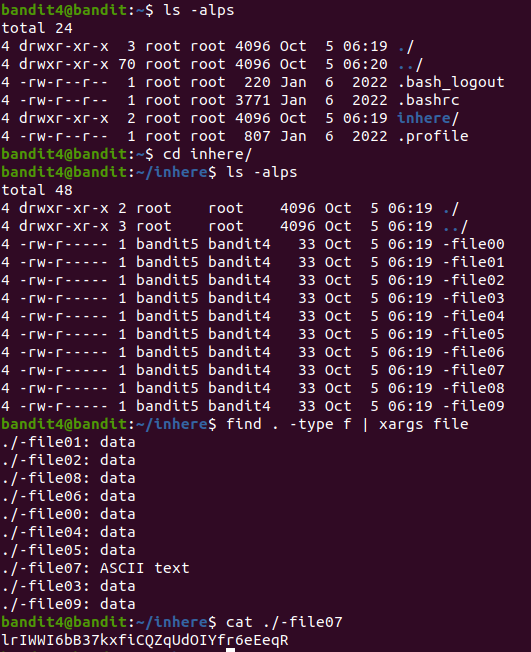 bandit4@bandit:~$ ls -alps
total 24
4 drwxr-xr-x  3 root root 4096 Oct  5 06:19 ./
4 drwxr-xr-x 70 root root 4096 Oct  5 06:20 ../
4 -rw-r--r--  1 root root  220 Jan  6  2022 .bash_logout
4 -rw-r--r--  1 root root 3771 Jan  6  2022 .bashrc
4 drwxr-xr-x  2 root root 4096 Oct  5 06:19 inhere/
4 -rw-r--r--  1 root root  807 Jan  6  2022 .profile
bandit4@bandit:~$ cd inhere/
bandit4@bandit:~/inhere$ ls -alps
total 48
4 drwxr-xr-x 2 root    root    4096 Oct  5 06:19 ./
4 drwxr-xr-x 3 root    root    4096 Oct  5 06:19 ../
4 -rw-r----- 1 bandit5 bandit4   33 Oct  5 06:19 -file00
4 -rw-r----- 1 bandit5 bandit4   33 Oct  5 06:19 -file01
4 -rw-r----- 1 bandit5 bandit4   33 Oct  5 06:19 -file02
4 -rw-r----- 1 bandit5 bandit4   33 Oct  5 06:19 -file03
4 -rw-r----- 1 bandit5 bandit4   33 Oct  5 06:19 -file04
4 -rw-r----- 1 bandit5 bandit4   33 Oct  5 06:19 -file05
4 -rw-r----- 1 bandit5 bandit4   33 Oct  5 06:19 -file06
4 -rw-r----- 1 bandit5 bandit4   33 Oct  5 06:19 -file07
4 -rw-r----- 1 bandit5 bandit4   33 Oct  5 06:19 -file08
4 -rw-r----- 1 bandit5 bandit4   33 Oct  5 06:19 -file09
bandit4@bandit:~/inhere$ find . -type f | xargs file
./-file01: data
./-file02: data
./-file08: data
./-file06: data
./-file00: data
./-file04: data
./-file05: data
./-file07: ASCII text
./-file03: data
./-file09: data
bandit4@bandit:~/inhere$ cat ./-file07
lrIWWI6bB37kxfiCQZqUdOIYfr6eEeqR